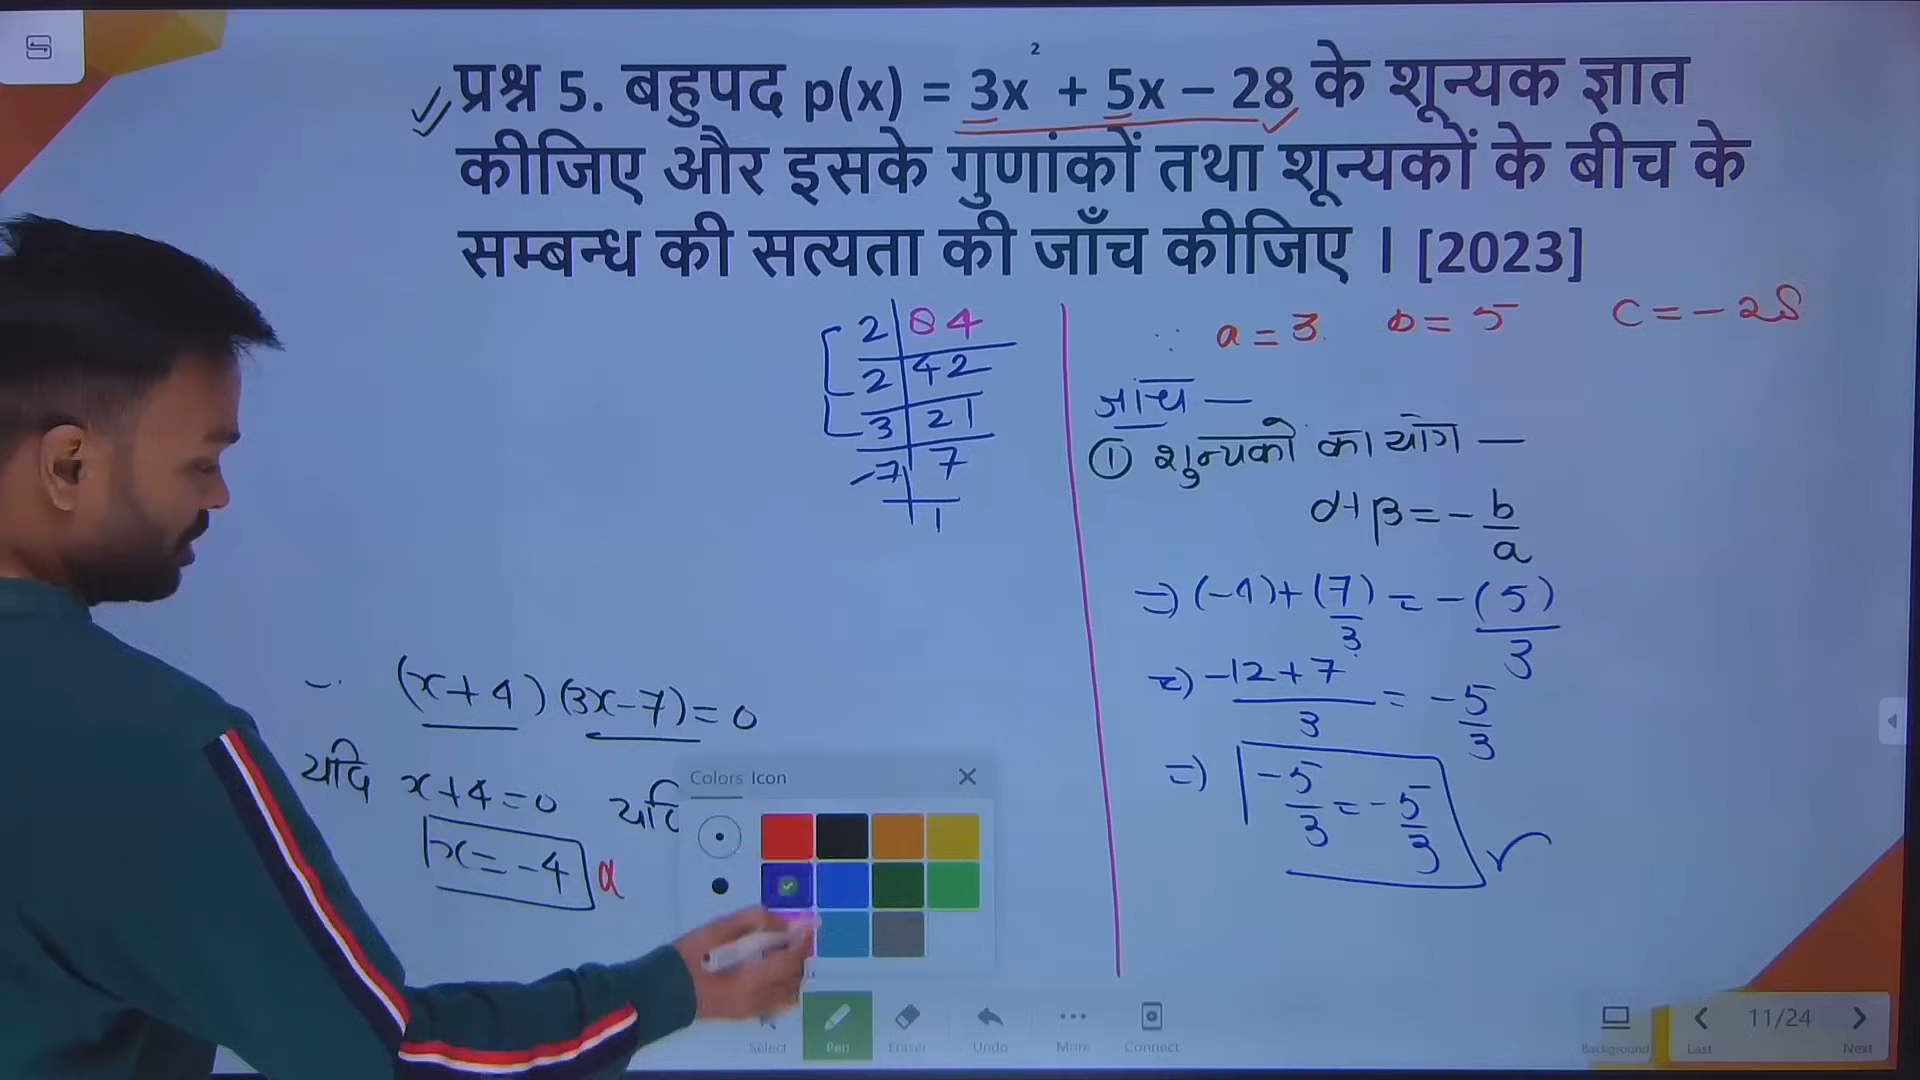 प्रश्न 5. बहुपद p(x) = 3x² + 5x – 28 के शून्यक ज्ञात
कीजिए और इसके गुणांकों तथा शून्यकों के बीच के
सम्बन्ध की सत्यता की जाँच कीजिए । [2023]
2 | 84
2 | 42
3 | 21
7 | 7
1
∵ a = 3 b = 5 c = - 28
जांच —
① शुन्यको का योग —
α+β = - b/a
⇒ (-4) + (7/3) = - (5)/3
⇒ -12+7/3 = -5/3
⇒ -5/3 = -5/3
(x+4) (3x-7) = 0
यदि x+4=0 यदि
x = -4 α
Colors Icon
Select Pen Eraser Undo More Connect
Background
Last 11/24 Next